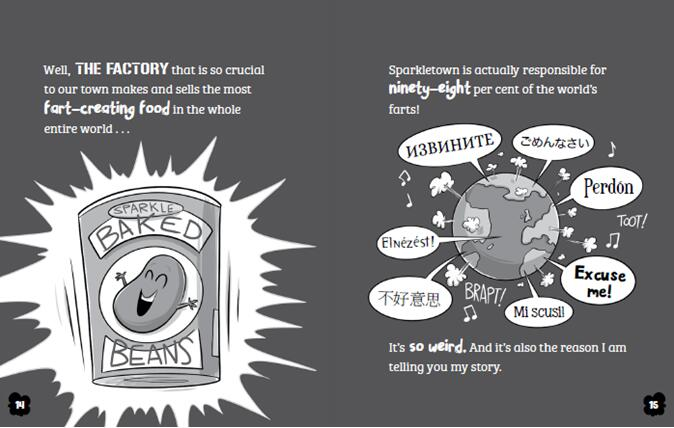 Well, THE FACTORY that is so crucial
to our town makes and sells the most
fart-creating food in the whole
entire world . . .
SPARKLE
BAKED
BEANS
14
Sparkletown is actually responsible for
ninety-eight per cent of the world's
farts!
ИЗВИНИТЕ
ごめんなさい
Perdón
TOOT!
Elnézést!
Excuse
me!
不好意思
BRAPT!
Mi scusi!
It's so weird. And it's also the reason I am
telling you my story.
15